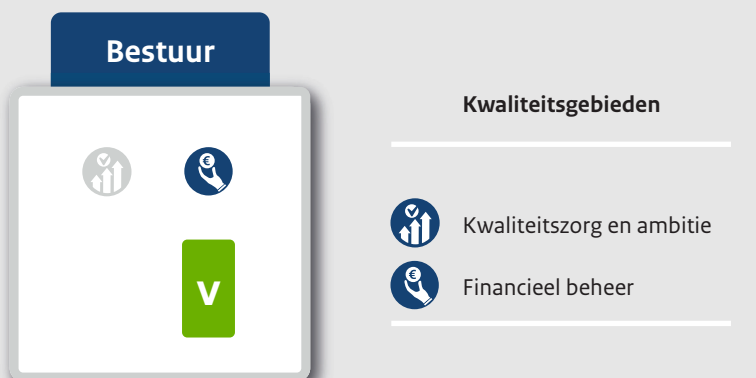 Bestuur
V
Kwaliteitsgebieden
Kwaliteitszorg en ambitie
Financieel beheer